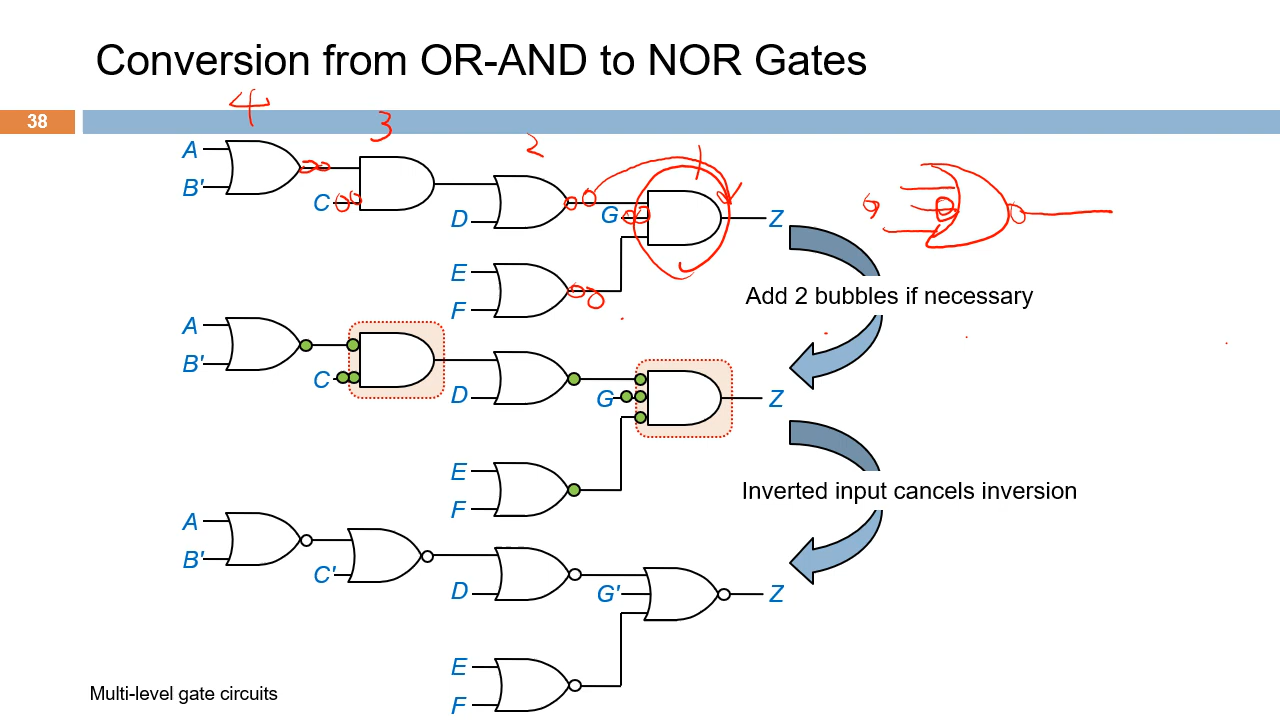 Conversion from OR-AND to NOR Gates
38
4
3
2
1
A
B'
C
D
G
Z
E
F
Add 2 bubbles if necessary
A
B'
C
D
G
Z
E
F
Inverted input cancels inversion
A
B'
C'
D
G'
Z
E
F
Multi-level gate circuits